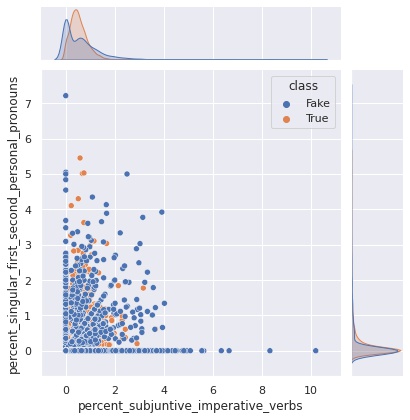 percent_singular_first_second_personal_pronouns
7
6
5
4
3
2
1
0
class
Fake
True
0 2 4 6 8 10
percent_subjuntive_imperative_verbs